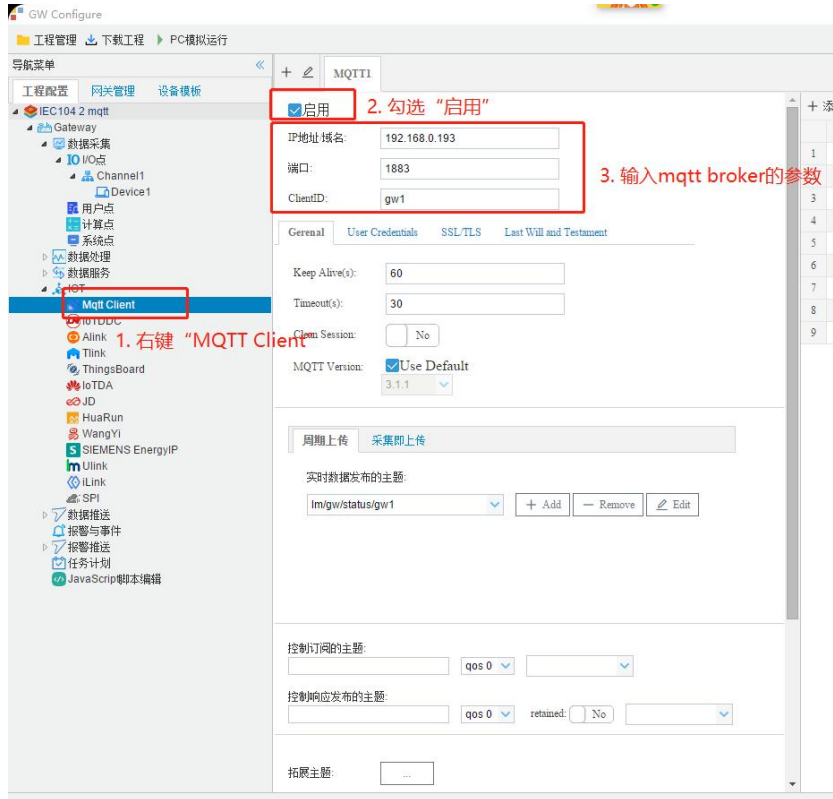 GW Configure
工程管理 下载工程 PC模拟运行
导航菜单
工程配置 网关管理 设备模板
IEC104 2 mqtt
Gateway
数据采集
IO I/O点
Channel1
Device1
用户点
计算点
系统点
数据处理
数据服务
IOT
Mqtt Client
IoTDDC
Alink
Tlink
ThingsBoard
IoTDA
JD
HuaRun
WangYi
SIEMENS EnergyIP
Ulink
iLink
SPI
数据推送
报警与事件
报警推送
任务计划
JavaScrip脚本编辑
1. 右键“MQTT Client
MQTT1
启用
2. 勾选“启用”
IP地址/域名: 192.168.0.193
端口: 1883
ClientID: gw1
3. 输入mqtt broker的参数
Gerenal User Credentials SSL/TLS Last Will and Testament
Keep Alive(s): 60
Timeout(s): 30
Clean Session: No
MQTT Version: Use Default
3.1.1
周期上传 采集即上传
实时数据发布的主题:
lm/gw/status/gw1 + Add — Remove Edit
控制订阅的主题:
qos 0
控制响应发布的主题:
qos 0 retained: No
拓展主题: ...
1
3
4
5
6
7
8
9